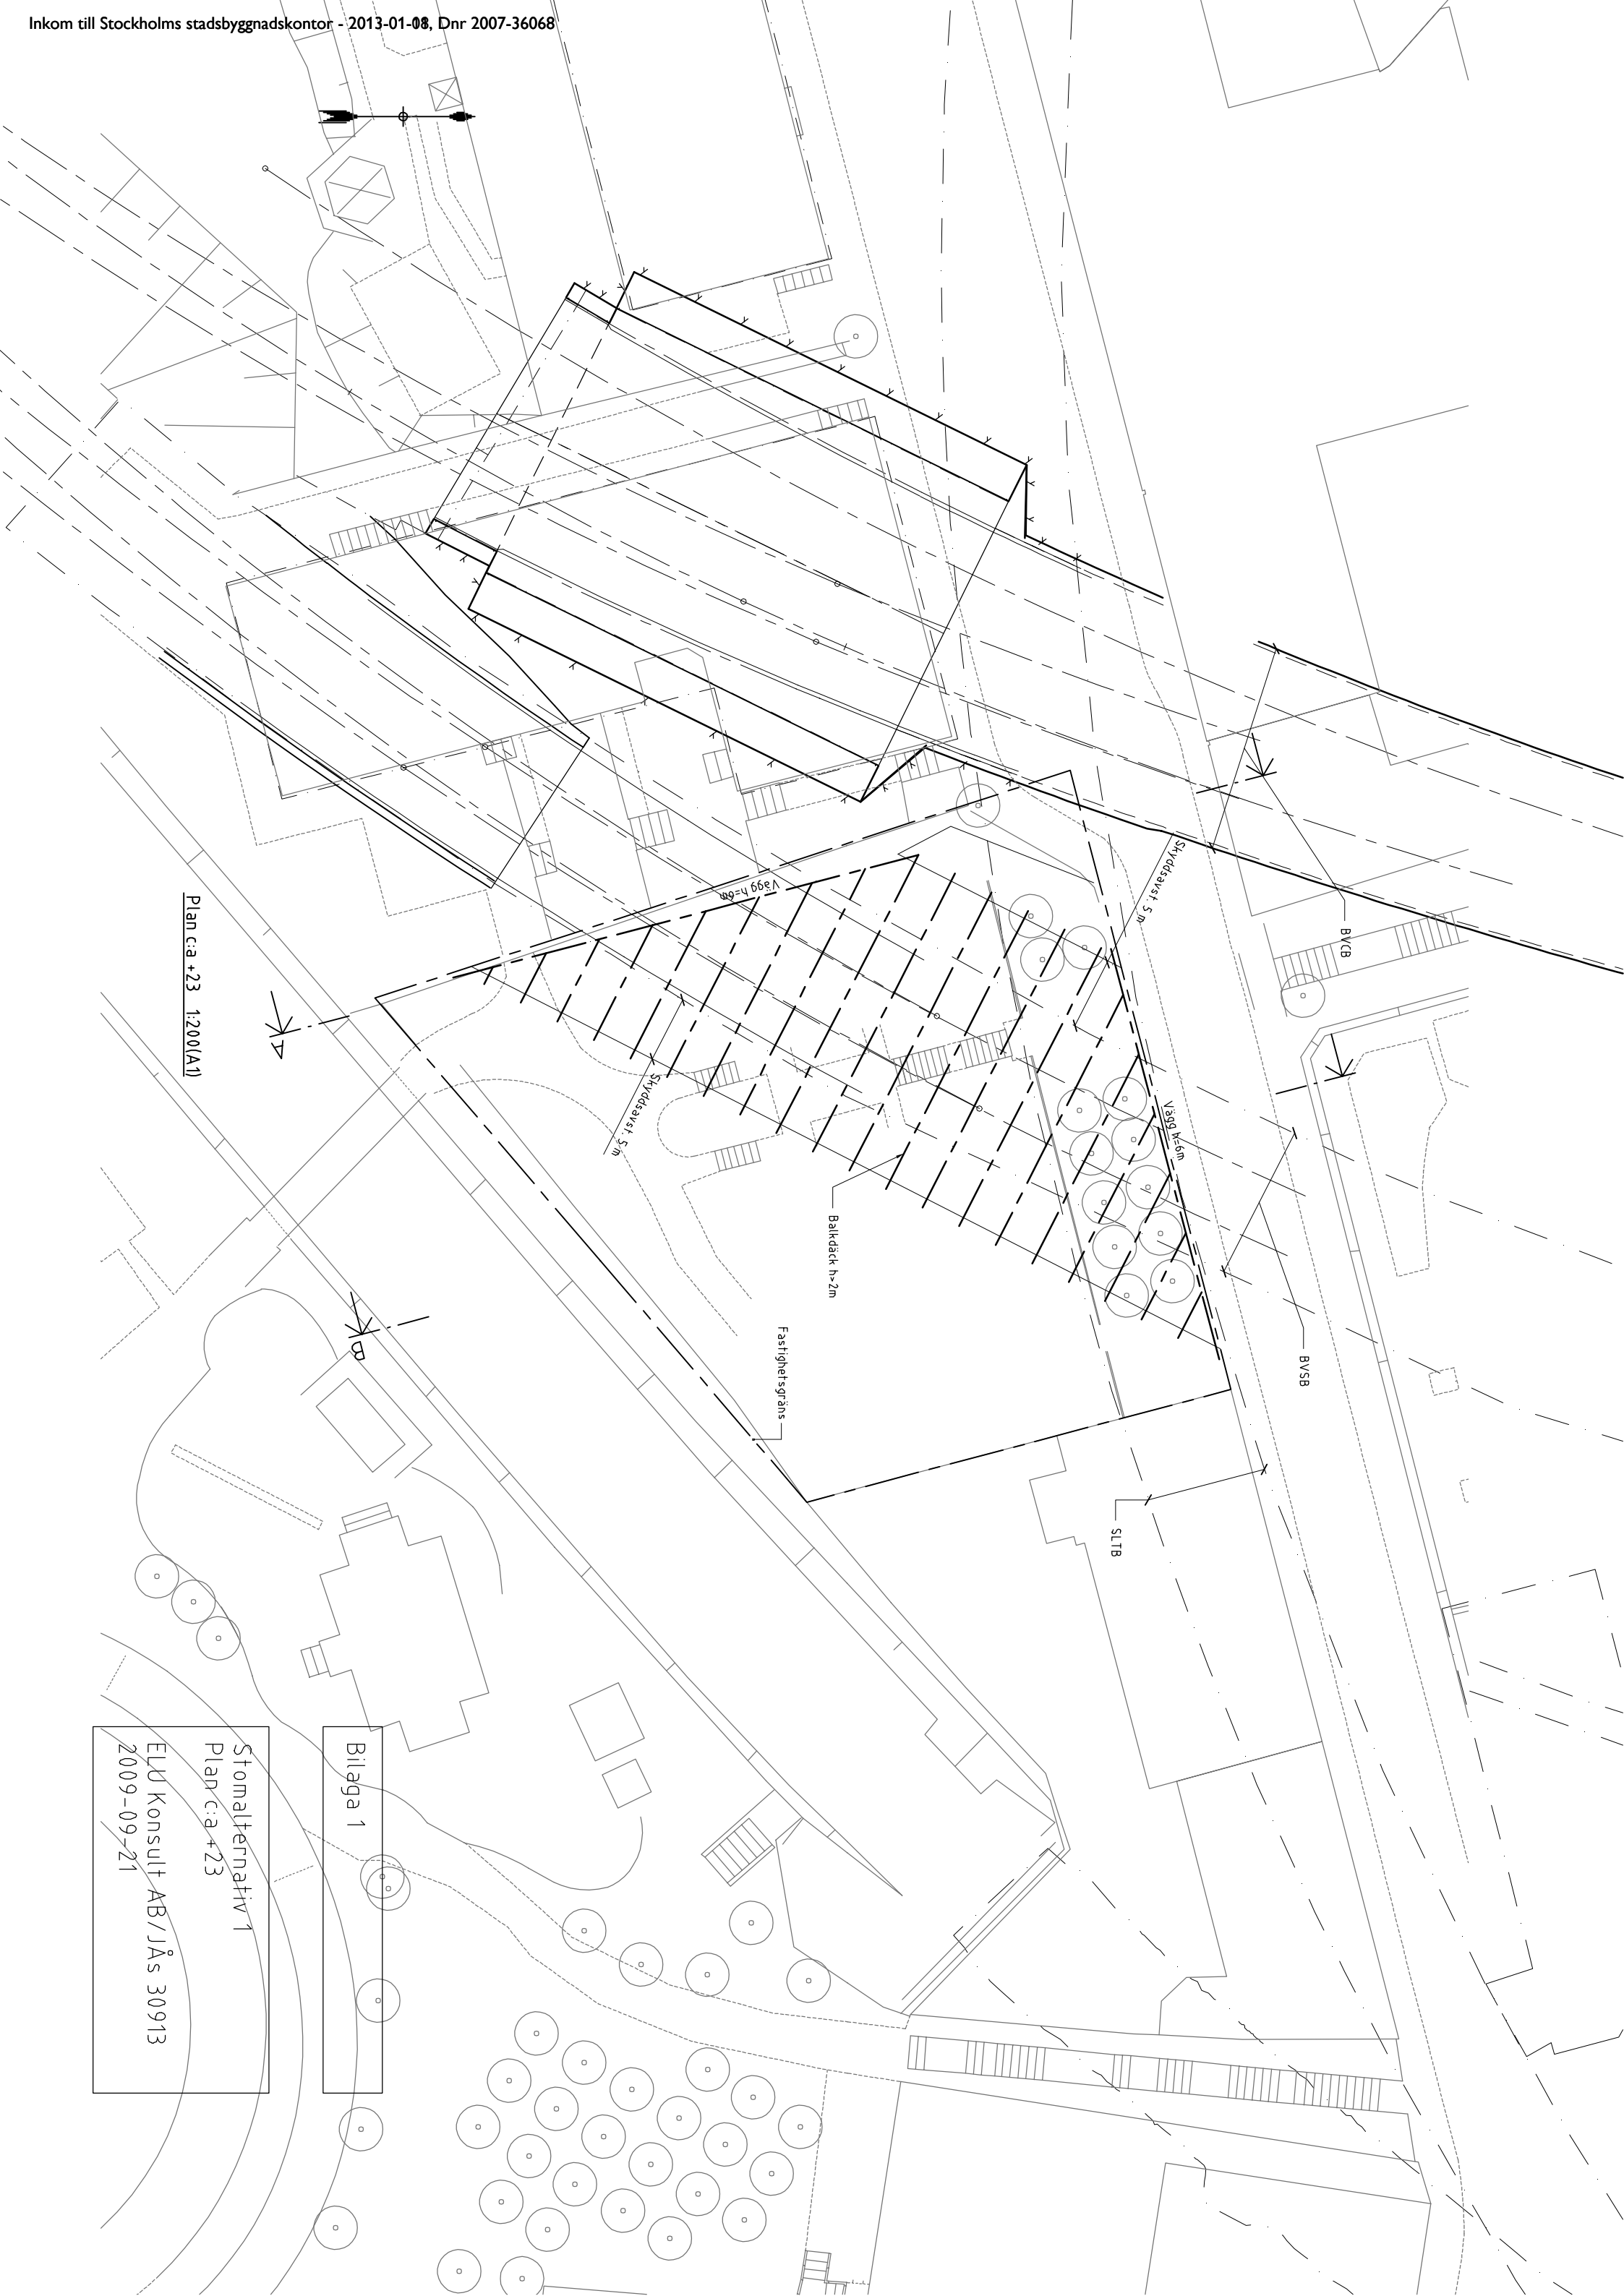 Inkom till Stockholms stadsbyggnadskontor - 2013-01-08, Dnr 2007-36068
Skyddsavst. 5 m
BVCB
Vägg h=6m
Plan c:a +23 1:200(A1)
A
Skyddsavst. 5 m
Vägg h=6m
Balkdäck h>2m
B
Fastighetsgräns
BVSB
SLTB
Bilaga 1
Stomalternativ 1
Plan c:a +23
ELU Konsult AB/JÅs 30913
2009-09-21